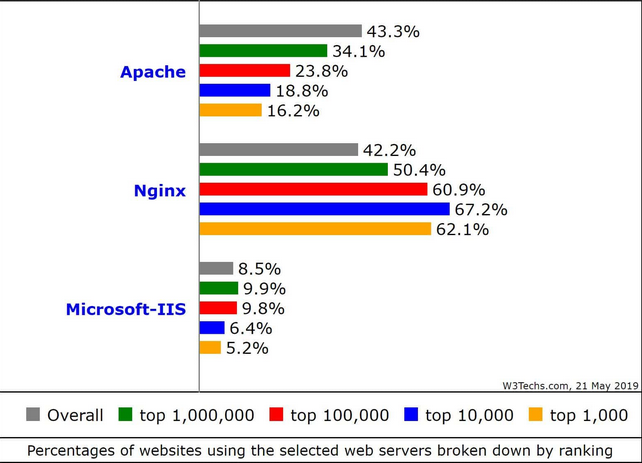 Apache
43.3%
34.1%
23.8%
18.8%
16.2%
Nginx
42.2%
50.4%
60.9%
67.2%
62.1%
Microsoft-IIS
8.5%
9.9%
9.8%
6.4%
5.2%
W3Techs.com, 21 May 2019
Overall top 1,000,000 top 100,000 top 10,000 top 1,000
Percentages of websites using the selected web servers broken down by ranking